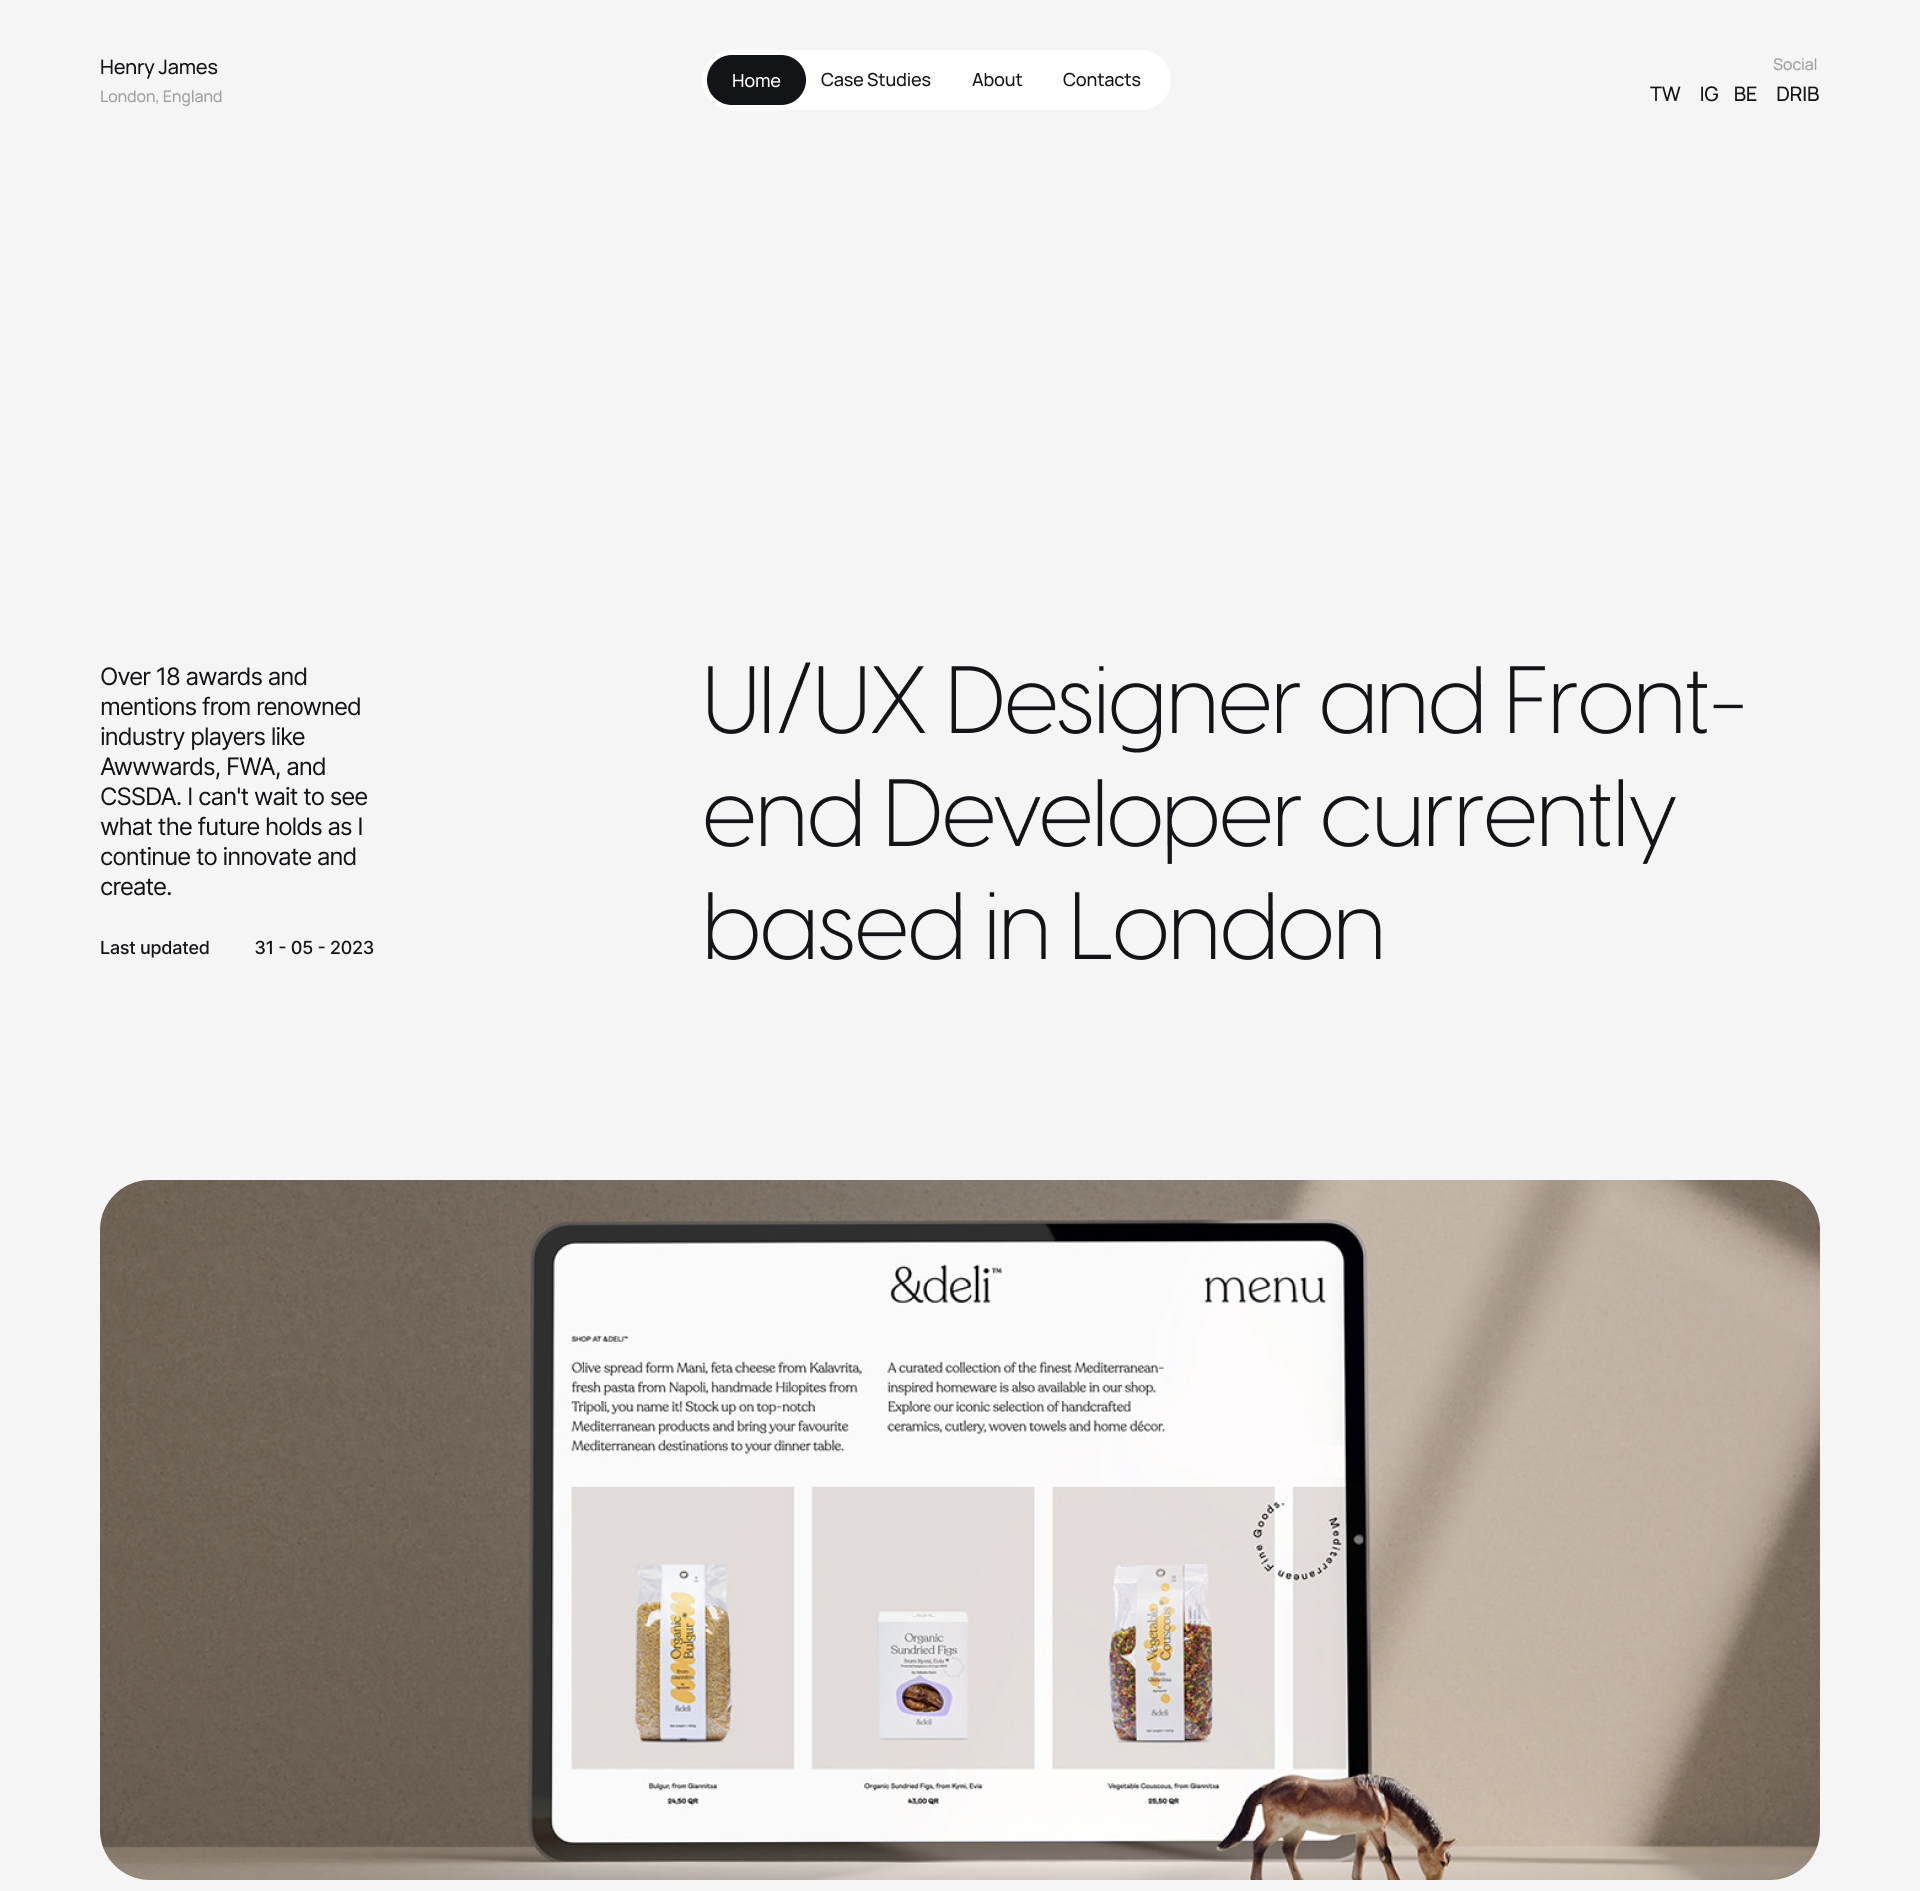 Henry James
London, England
Home
Case Studies
About
Contacts
Social
TW IG BE DRIB
Over 18 awards and
mentions from renowned
industry players like
Awwwards, FWA, and
CSSDA. I can't wait to see
what the future holds as I
continue to innovate and
create.
Last updated 31 - 05 - 2023
UI/UX Designer and Front-
end Developer currently
based in London
&deli™
menu
SHOP AT &DELI™
Olive spread form Mani, feta cheese from Kalavrita,
fresh pasta from Napoli, handmade Hilopites from
Tripoli, you name it! Stock up on top-notch
Mediterranean products and bring your favourite
Mediterranean destinations to your dinner table.
A curated collection of the finest Mediterranean-
inspired homeware is also available in our shop.
Explore our iconic selection of handcrafted
ceramics, cutlery, woven towels and home décor.
Mediterranean Fine Goods.
Organic
Bulgur
from
Giannitsa
&deli
Organic
Sundried Figs
from Kymi, Evia
&deli
Vegetable
Couscous
from
Giannitsa
&deli
Bulgur, from Giannitsa
24,50 QR
Organic Sundried Figs, from Kymi, Evia
43,00 QR
Vegetable Couscous, from Giannitsa
25,50 QR